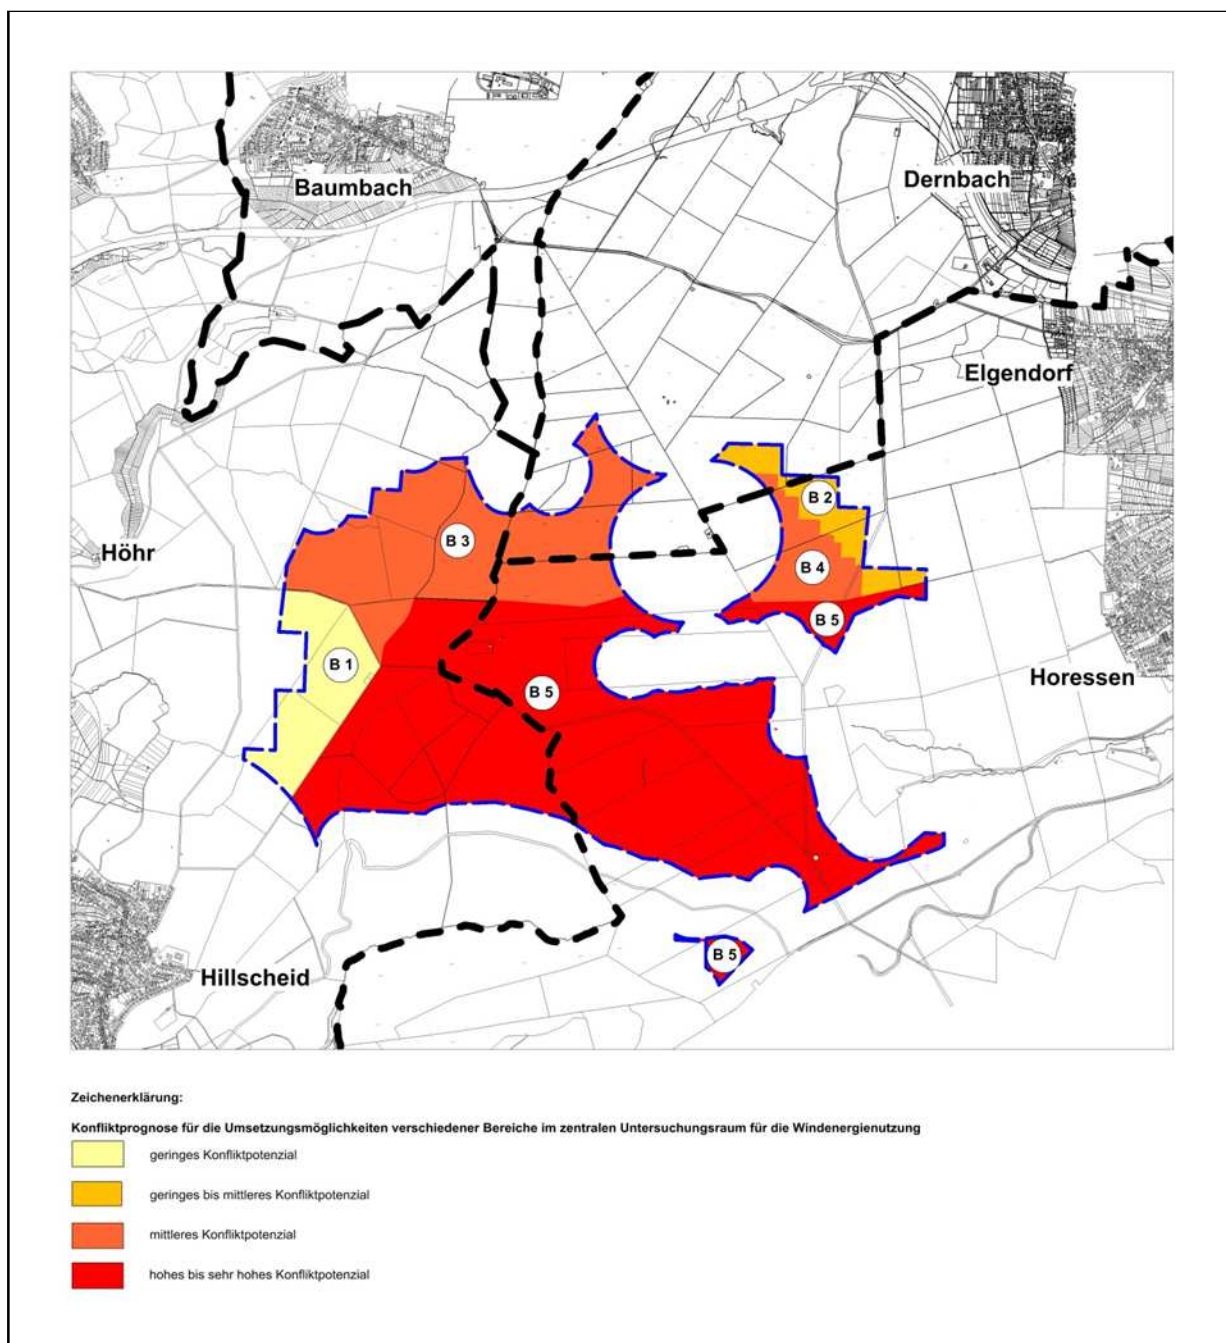 Baumbach
Dernbach
Elgendorf
B 2
B 3
Höhr
B 4
B 5
B 1
Horessen
B 5
B 5
Hillscheid
Zeichenerklärung:
Konfliktprognose für die Umsetzungsmöglichkeiten verschiedener Bereiche im zentralen Untersuchungsraum für die Windenergienutzung
geringes Konfliktpotenzial
geringes bis mittleres Konfliktpotenzial
mittleres Konfliktpotenzial
hohes bis sehr hohes Konfliktpotenzial